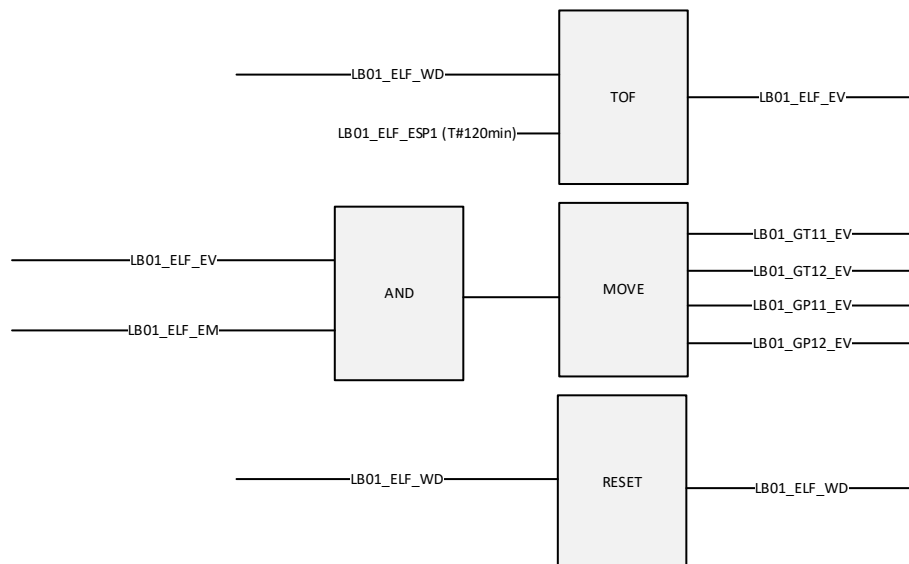 LB01_ELF_WD
TOF
LB01_ELF_EV
LB01_ELF_ESP1 (T#120min)
LB01_ELF_EV
LB01_ELF_EM
AND
MOVE
LB01_GT11_EV
LB01_GT12_EV
LB01_GP11_EV
LB01_GP12_EV
LB01_ELF_WD
RESET
LB01_ELF_WD